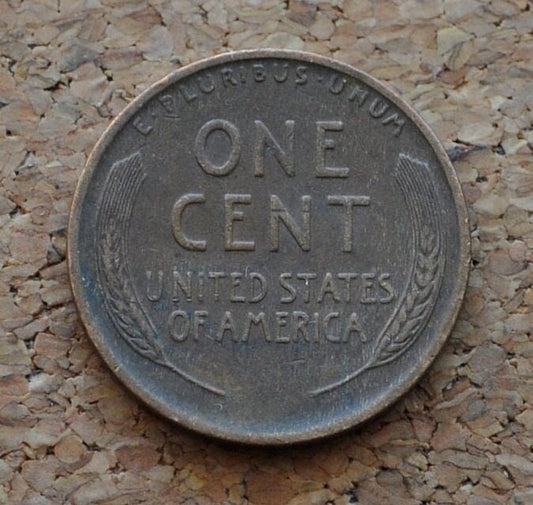 E·PLURIBUS·UNUM
ONE
CENT
UNITED STATES
OF AMERICA